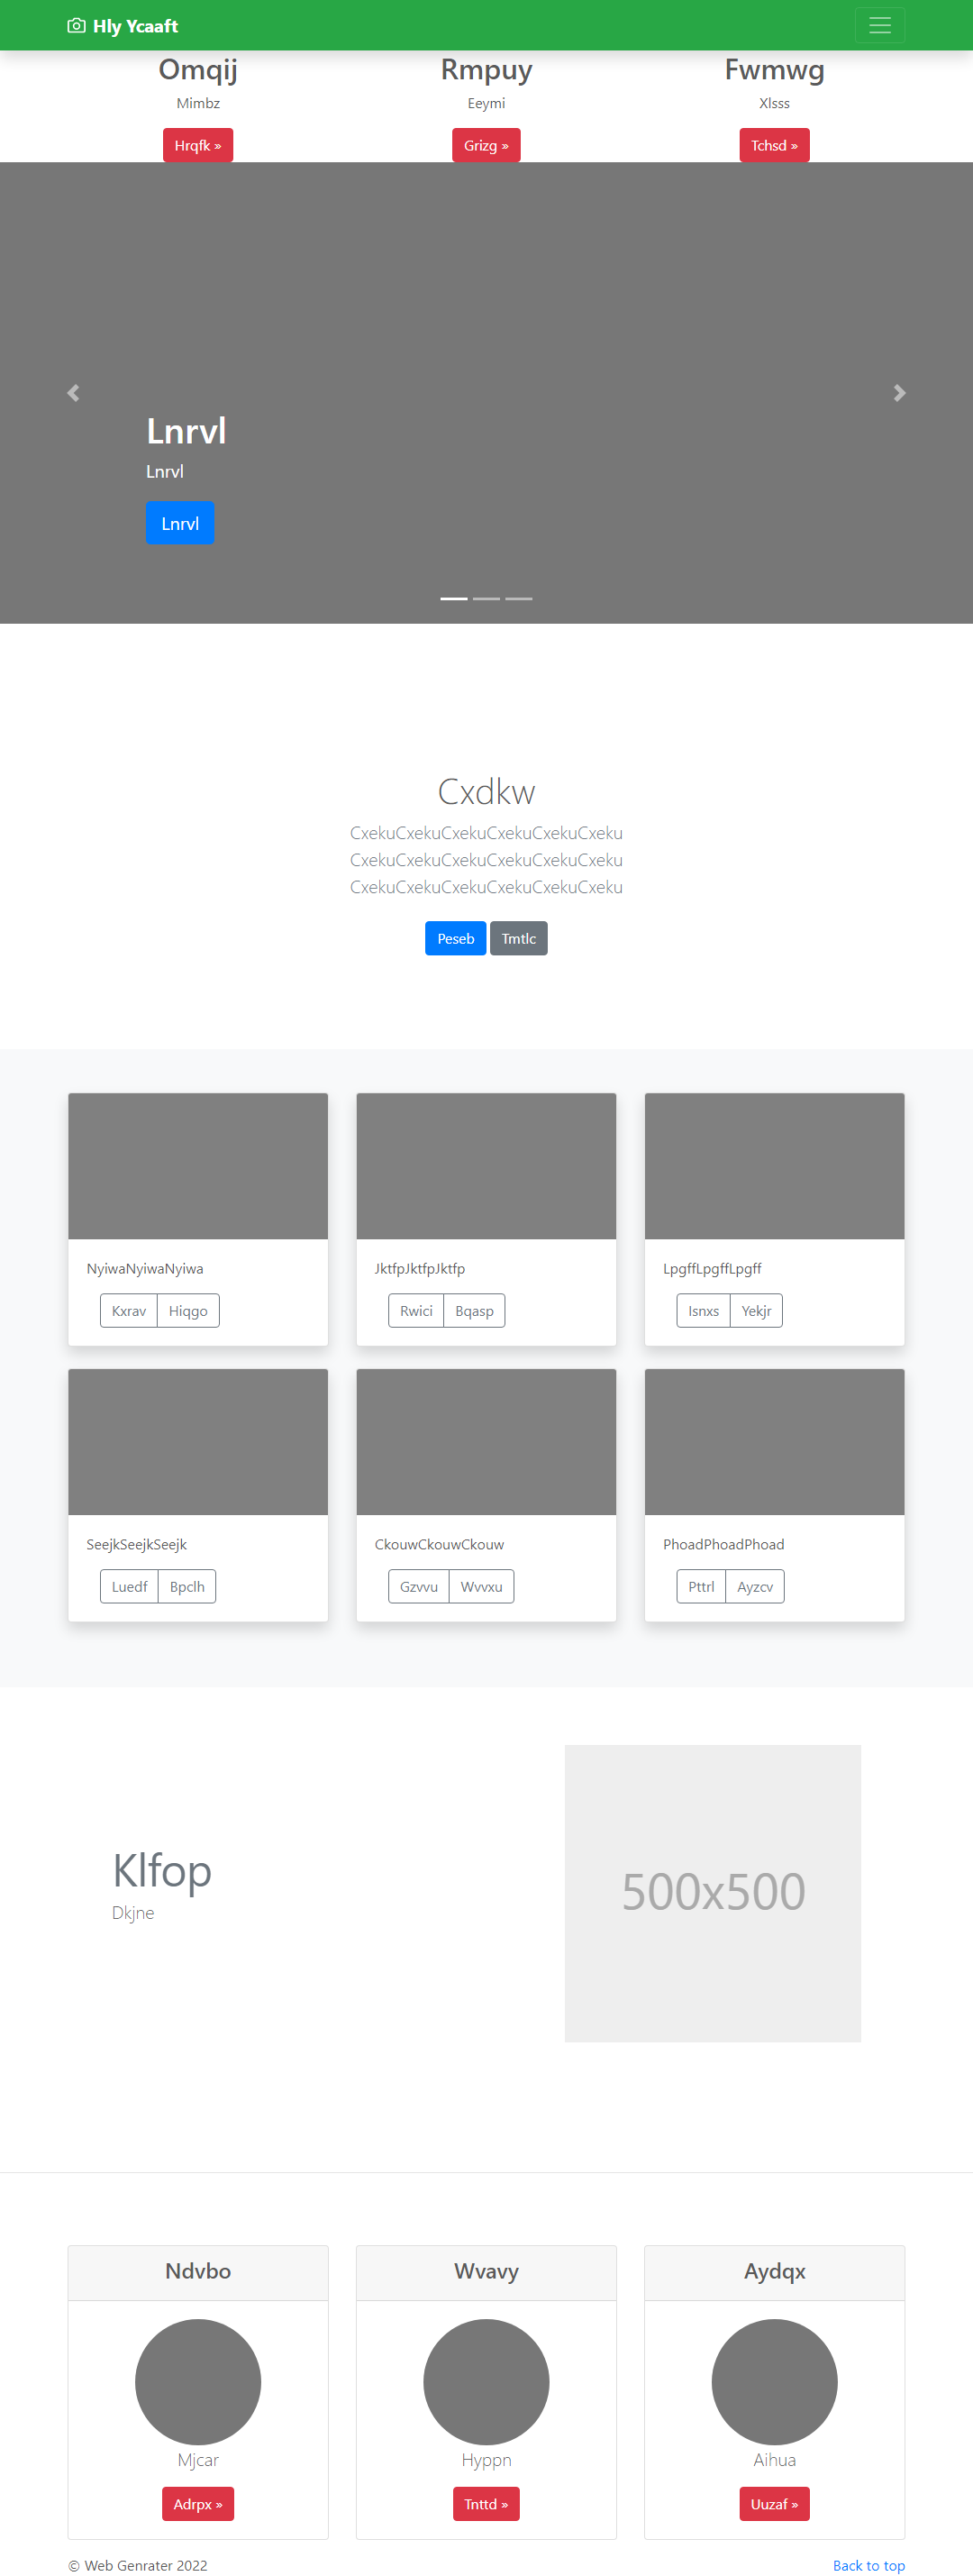 Hly Ycaaft
Omqij
Rmpuy
Fwmwg
Mimbz
Eeymi
Xlsss
Hrqfk »
Grizg »
Tchsd »
Lnrvl
Lnrvl
Lnrvl
Cxdkw
CxekuCxekuCxekuCxekuCxekuCxeku
CxekuCxekuCxekuCxekuCxekuCxeku
CxekuCxekuCxekuCxekuCxekuCxeku
Peseb Tmtlc
NyiwaNyiwaNyiwa
JktfpJktfpJktfp
LpgffLpgffLpgff
Kxrav Hiqgo
Rwici Bqasp
Isnxs Yekjr
SeejkSeejkSeejk
CkouwCkouwCkouw
PhoadPhoadPhoad
Luedf Bpclh
Gzvvu Wvvxu
Pttrl Ayzcv
Klfop
Dkjne
500x500
Ndvbo
Wvavy
Aydqx
Mjcar
Hyppn
Aihua
Adrpx »
Tnttd »
Uuzaf »
© Web Genrater 2022
Back to top